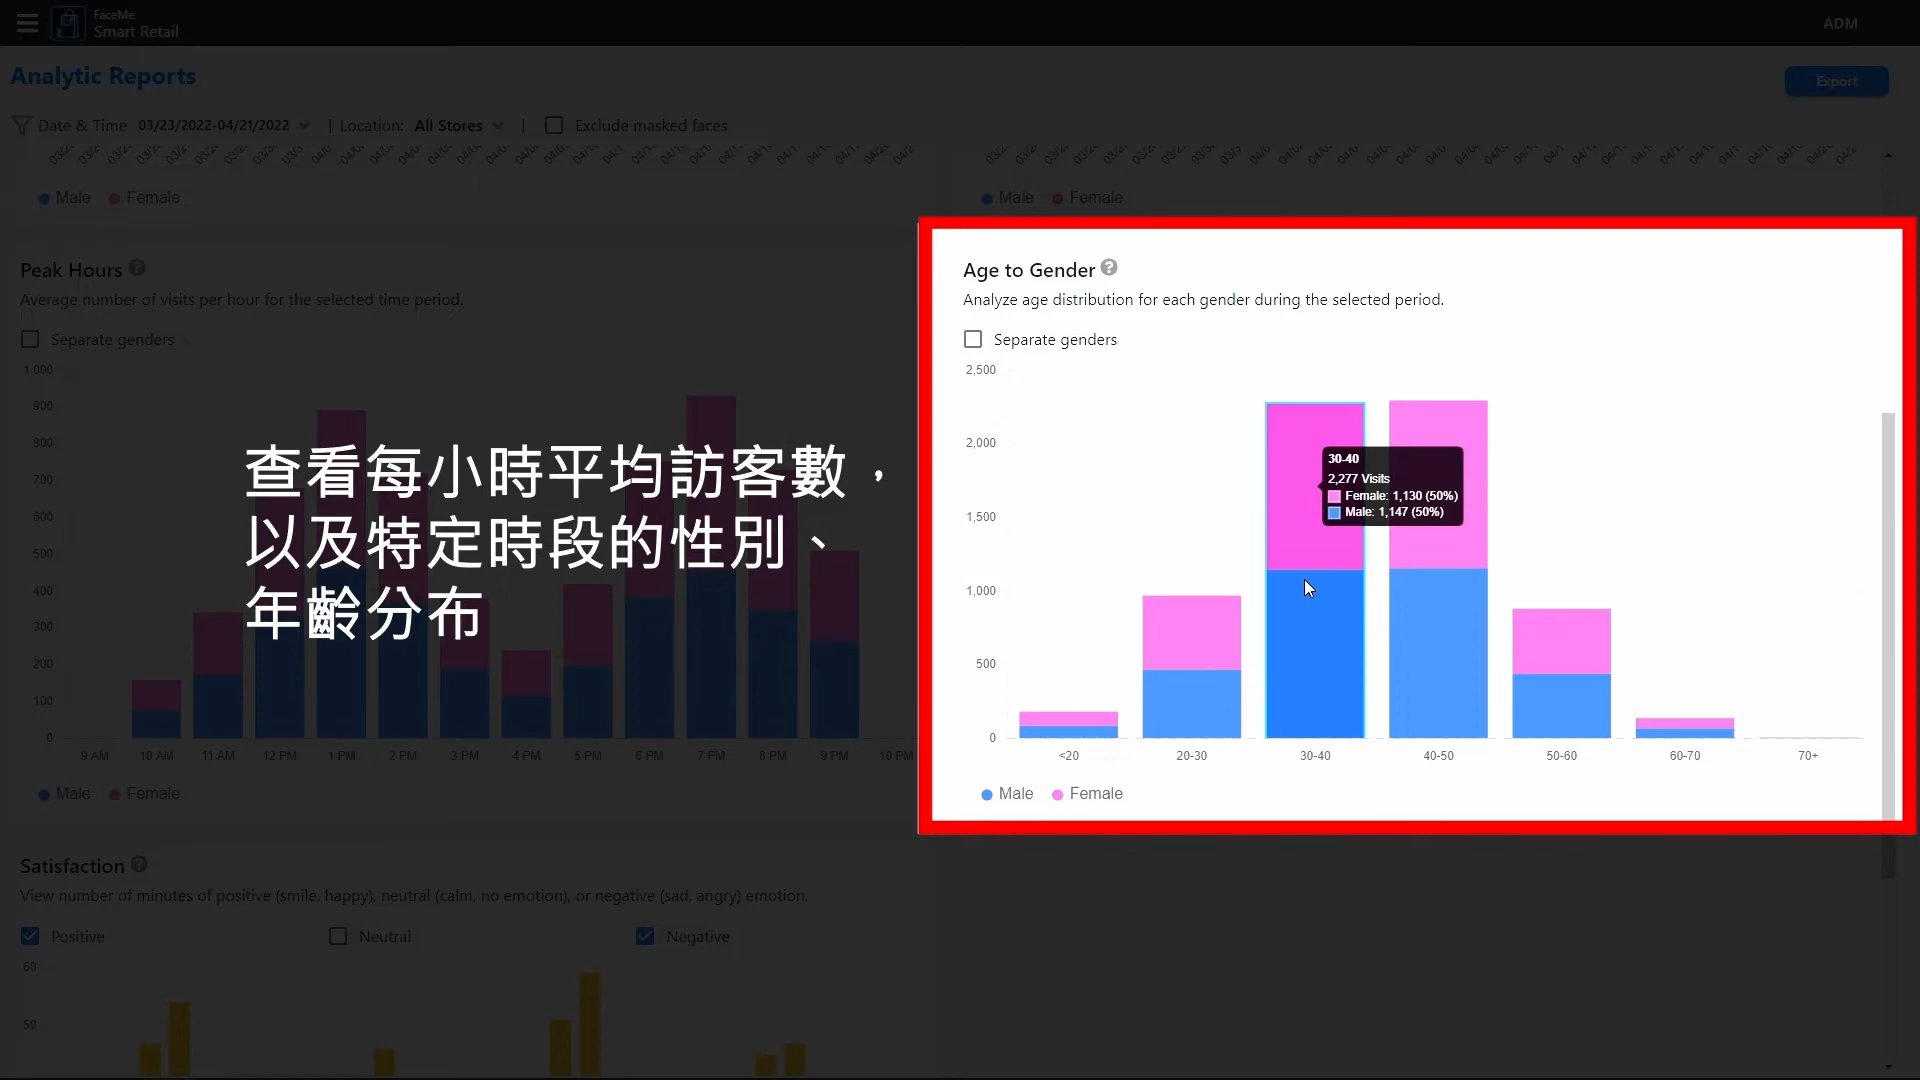 FaceMe
Smart Retail
ADM
Analytic Reports
Export
Date & Time 03/23/2022-04/21/2022 | Location: All Stores | Exclude masked faces
Male Female
Male Female
Peak Hours
Average number of visits per hour for the selected time period.
Separate genders
1,000
900
800
700
600
500
400
300
200
100
0
9 AM 10 AM 11 AM 12 PM 1 PM 2 PM 3 PM 4 PM 5 PM 6 PM 7 PM 8 PM 9 PM 10 PM
Male Female
查看每小時平均訪客數，
以及特定時段的性別、
年齡分布
Age to Gender
Analyze age distribution for each gender during the selected period.
Separate genders
2,500
2,000
1,500
1,000
500
0
30-40
2,277 Visits
Female: 1,130 (50%)
Male: 1,147 (50%)
<20 20-30 30-40 40-50 50-60 60-70 70+
Male Female
Satisfaction
View number of minutes of positive (smile, happy), neutral (calm, no emotion), or negative (sad, angry) emotion.
Positive Neutral Negative
60
50